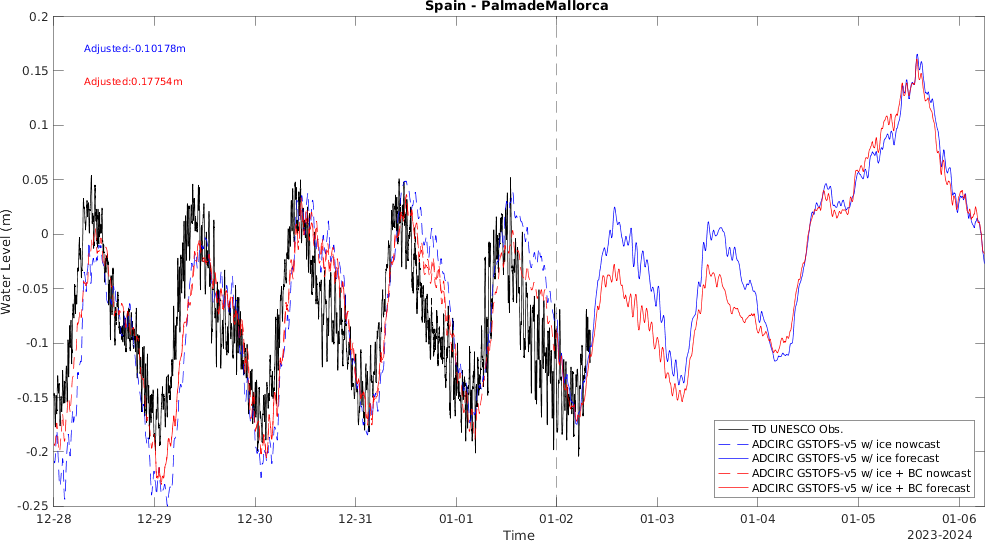 Spain - PalmadeMallorca
Adjusted:-0.10178m
Adjusted:0.17754m
Water Level (m)
0.2
0.15
0.1
0.05
0
-0.05
-0.1
-0.15
-0.2
-0.25
12-28
12-29
12-30
12-31
01-01
01-02
01-03
01-04
01-05
01-06
Time
2023-2024
TD UNESCO Obs.
ADCIRC GSTOFS-v5 w/ ice nowcast
ADCIRC GSTOFS-v5 w/ ice forecast
ADCIRC GSTOFS-v5 w/ ice + BC nowcast
ADCIRC GSTOFS-v5 w/ ice + BC forecast